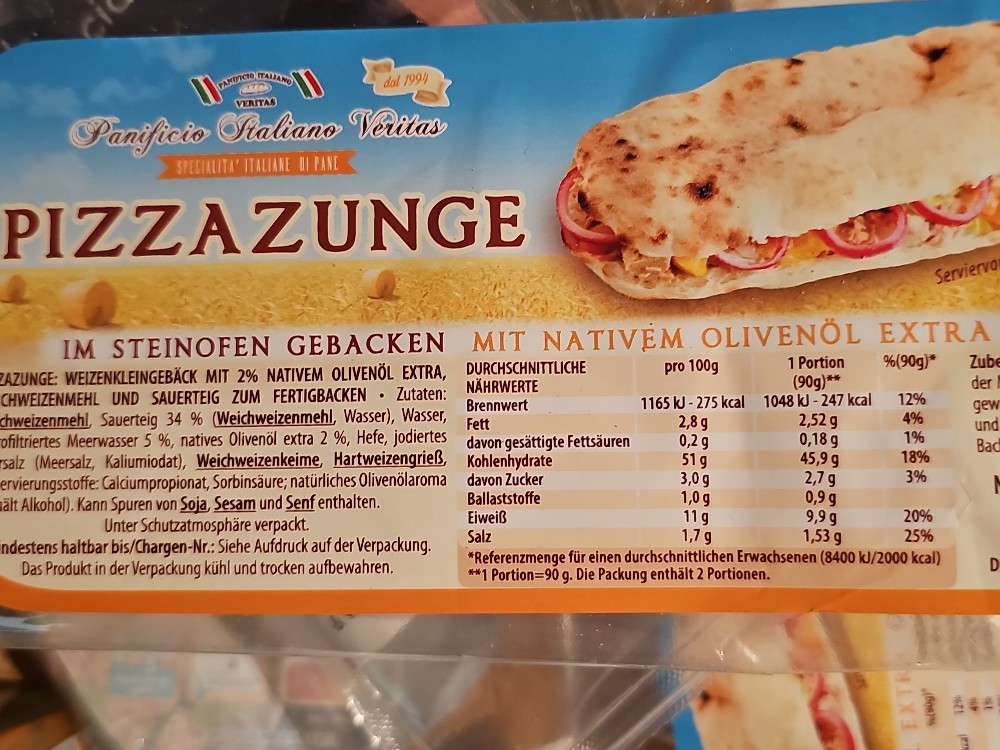 PANIFICIO ITALIANO
VERITAS
dal 1994
Panificio Italiano Veritas
SPECIALITA' ITALIANE DI PANE
PIZZAZUNGE
Serviervo
IM STEINOFEN GEBACKEN MIT NATIVEM OLIVENÖL EXTRA
ZAZUNGE: WEIZENKLEINGEBÄCK MIT 2% NATIVEM OLIVENÖL EXTRA,
CHWEIZENMEHL UND SAUERTEIG ZUM FERTIGBACKEN • Zutaten:
chweizenmehl, Sauerteig 34 % (Weichweizenmehl, Wasser), Wasser,
rofiltriertes Meerwasser 5 %, natives Olivenöl extra 2 %, Hefe, jodiertes
rsalz (Meersalz, Kaliumiodat), Weichweizenkeime, Hartweizengrieß,
ervierungsstoffe: Calciumpropionat, Sorbinsäure; natürliches Olivenölaroma
ält Alkohol). Kann Spuren von Soja, Sesam und Senf enthalten.
Unter Schutzatmosphäre verpackt.
indestens haltbar bis/Chargen-Nr.: Siehe Aufdruck auf der Verpackung.
Das Produkt in der Verpackung kühl und trocken aufbewahren.
DURCHSCHNITTLICHE pro 100g 1 Portion %(90g)*
NÄHRWERTE (90g)**
Brennwert 1165 kJ - 275 kcal 1048 kJ - 247 kcal 12%
Fett 2,8 g 2,52 g 4%
davon gesättigte Fettsäuren 0,2 g 0,18 g 1%
Kohlenhydrate 51 g 45,9 g 18%
davon Zucker 3,0 g 2,7 g 3%
Ballaststoffe 1,0 g 0,9 g
Eiweiß 11 g 9,9 g 20%
Salz 1,7 g 1,53 g 25%
*Referenzmenge für einen durchschnittlichen Erwachsenen (8400 kJ/2000 kcal)
**1 Portion=90 g. Die Packung enthält 2 Portionen.
Zube
der
gew
und
Bac
EXTR
%(90g)*
12%